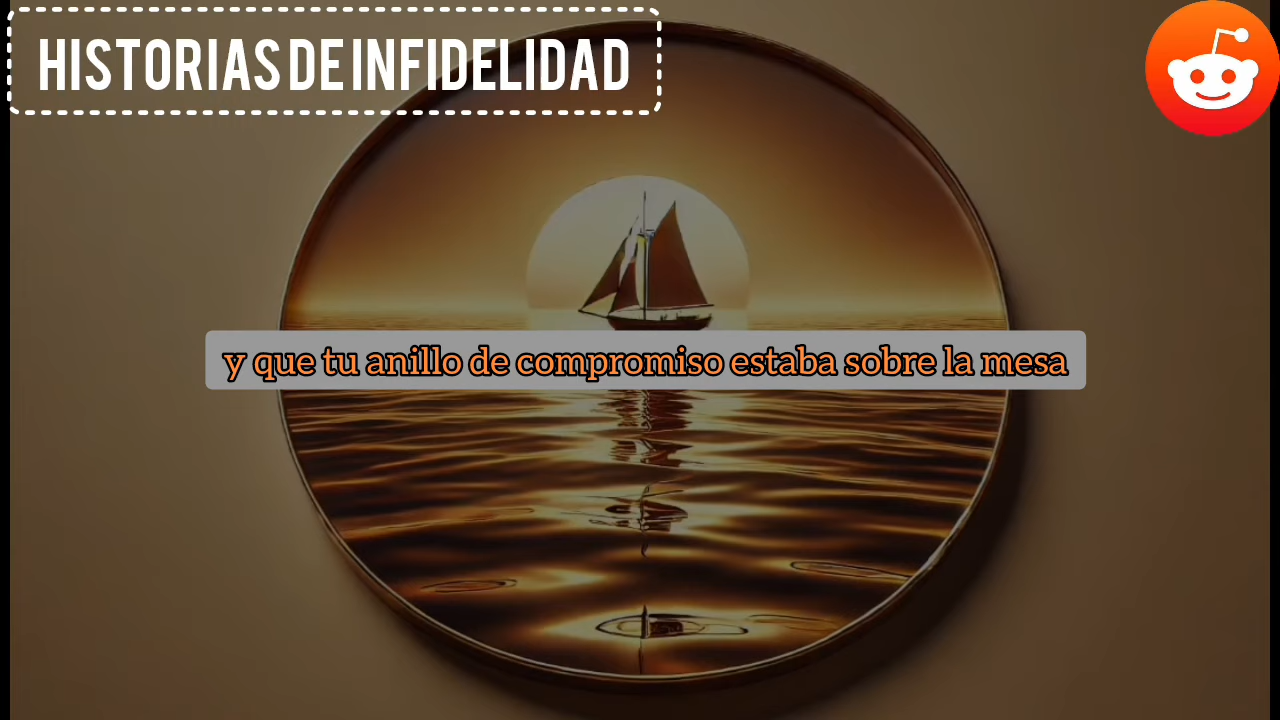 HISTORIAS DE INFIDELIDAD
y que tu anillo de compromiso estaba sobre la mesa